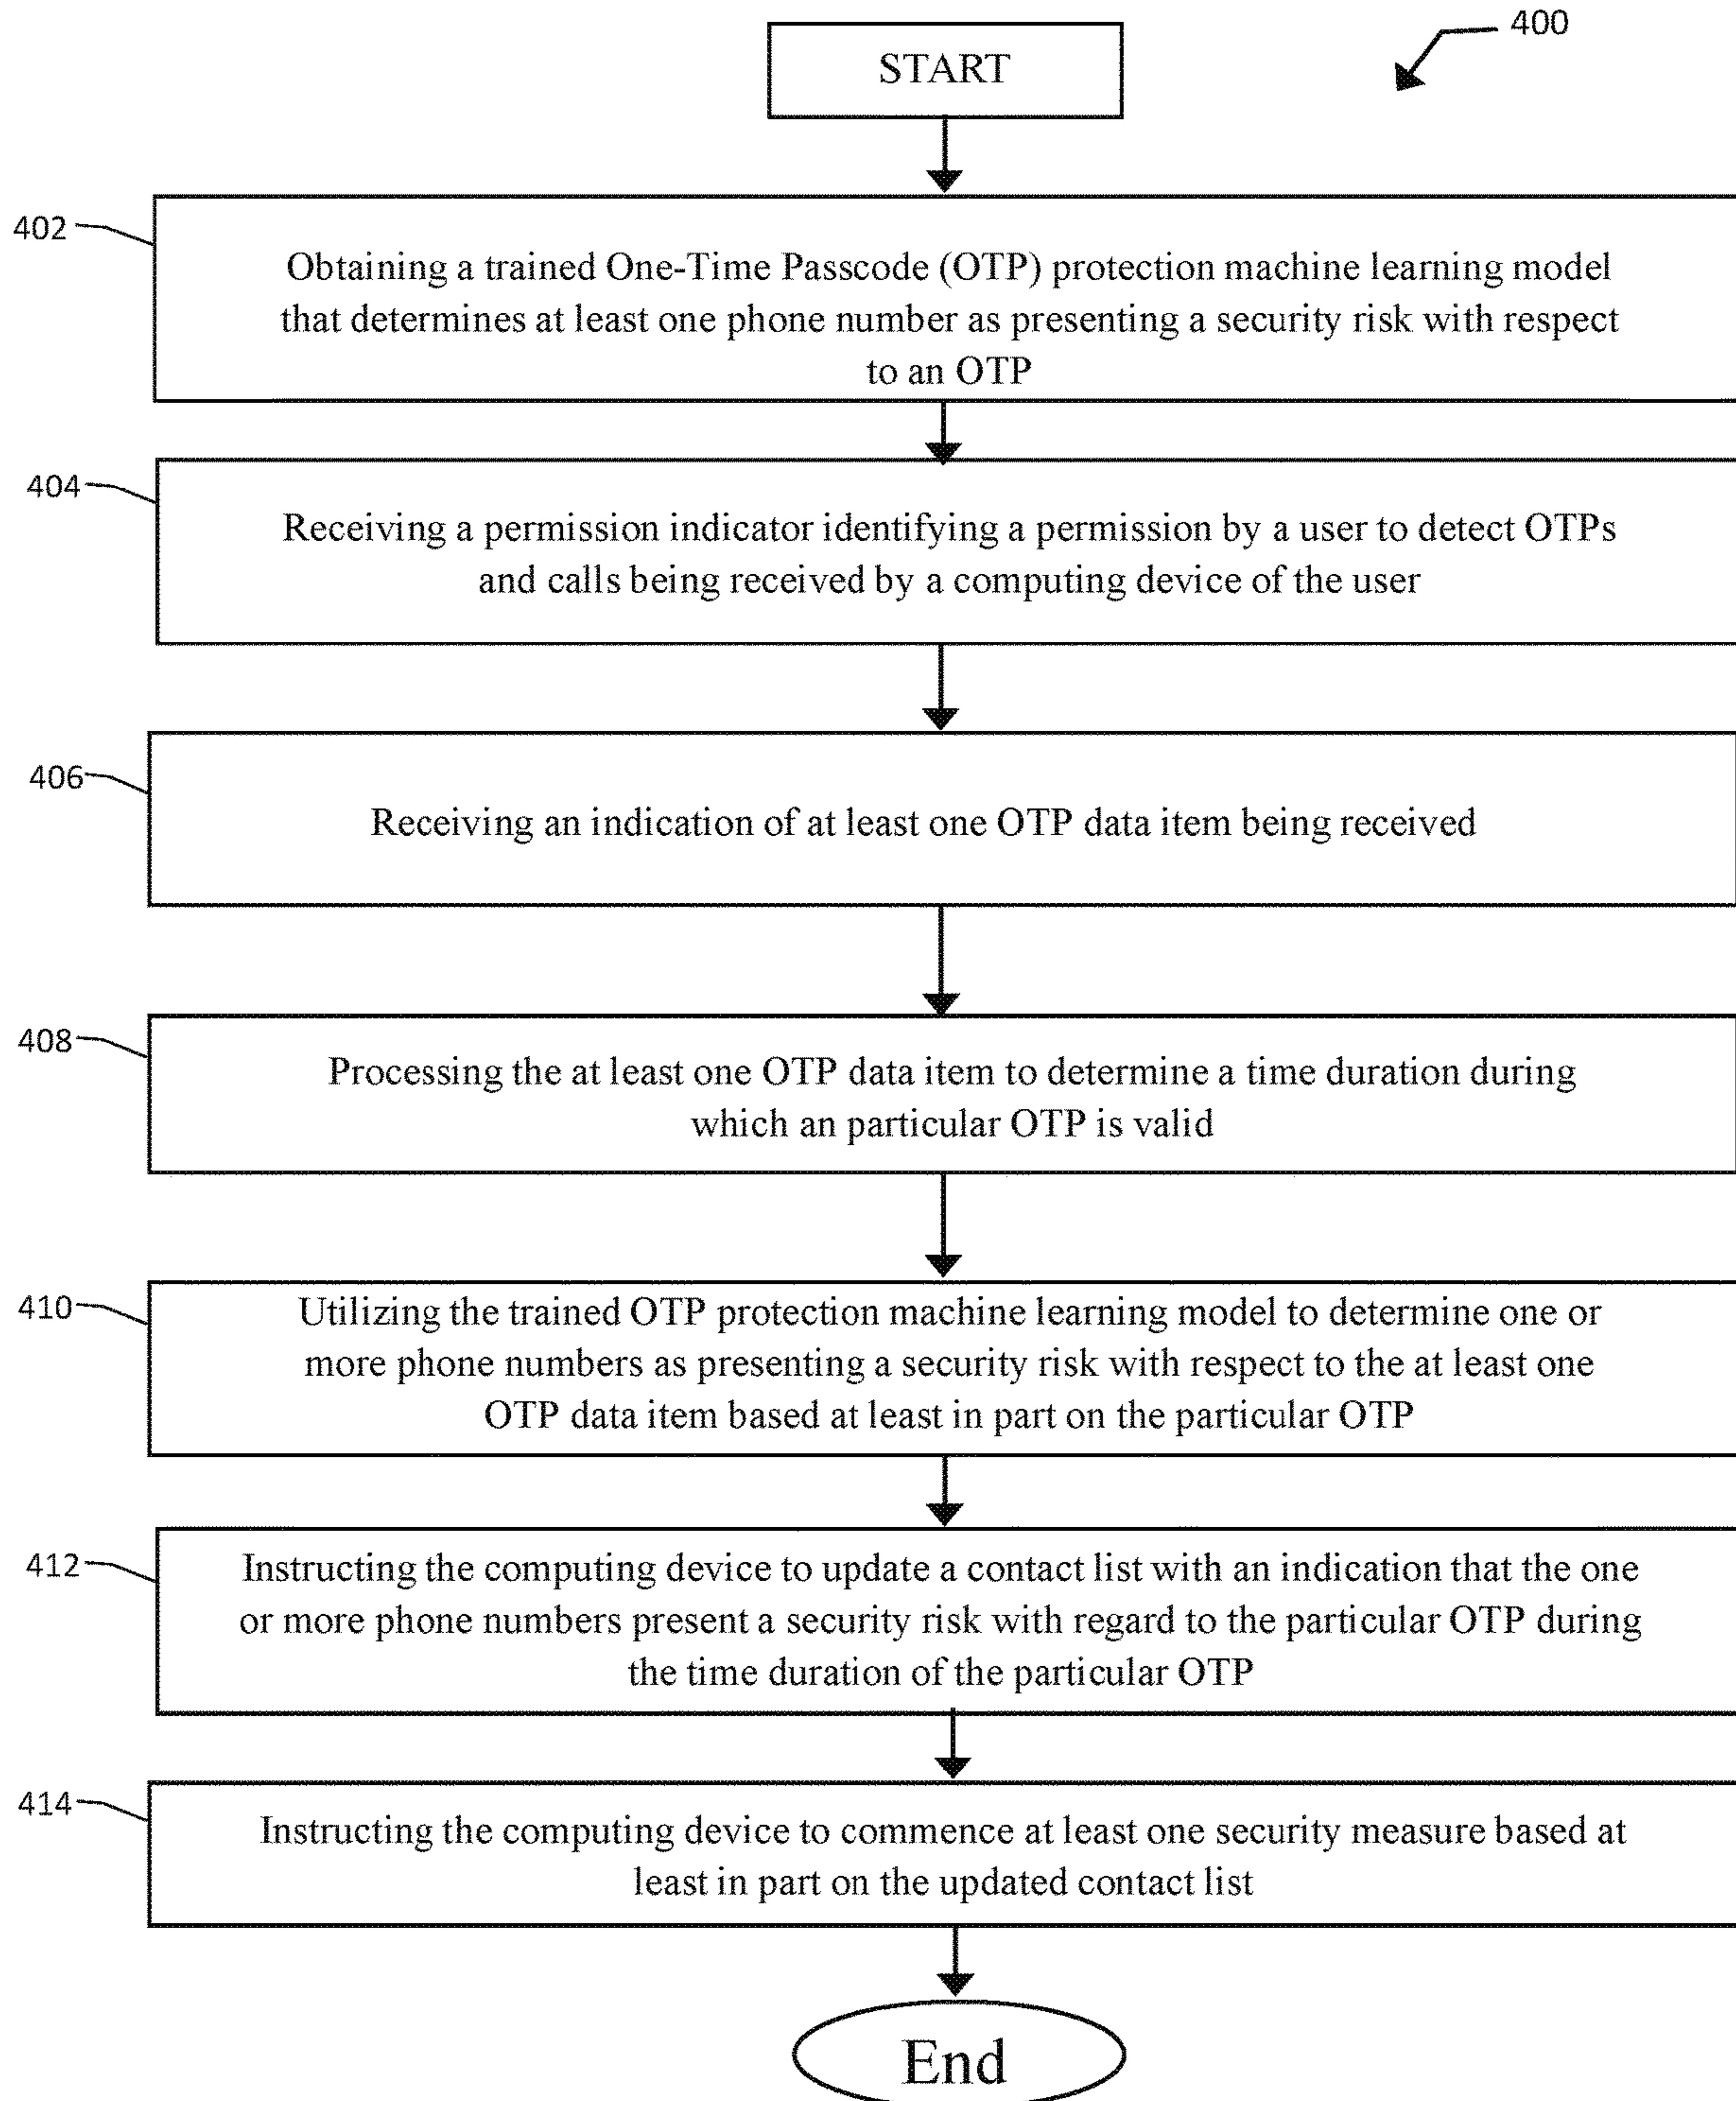 400
START
402
Obtaining a trained One-Time Passcode (OTP) protection machine learning model
that determines at least one phone number as presenting a security risk with respect
to an OTP
404
Receiving a permission indicator identifying a permission by a user to detect OTPs
and calls being received by a computing device of the user
406
Receiving an indication of at least one OTP data item being received
408
Processing the at least one OTP data item to determine a time duration during
which an particular OTP is valid
410
Utilizing the trained OTP protection machine learning model to determine one or
more phone numbers as presenting a security risk with respect to the at least one
OTP data item based at least in part on the particular OTP
412
Instructing the computing device to update a contact list with an indication that the one
or more phone numbers present a security risk with regard to the particular OTP during
the time duration of the particular OTP
414
Instructing the computing device to commence at least one security measure based at
least in part on the updated contact list
End